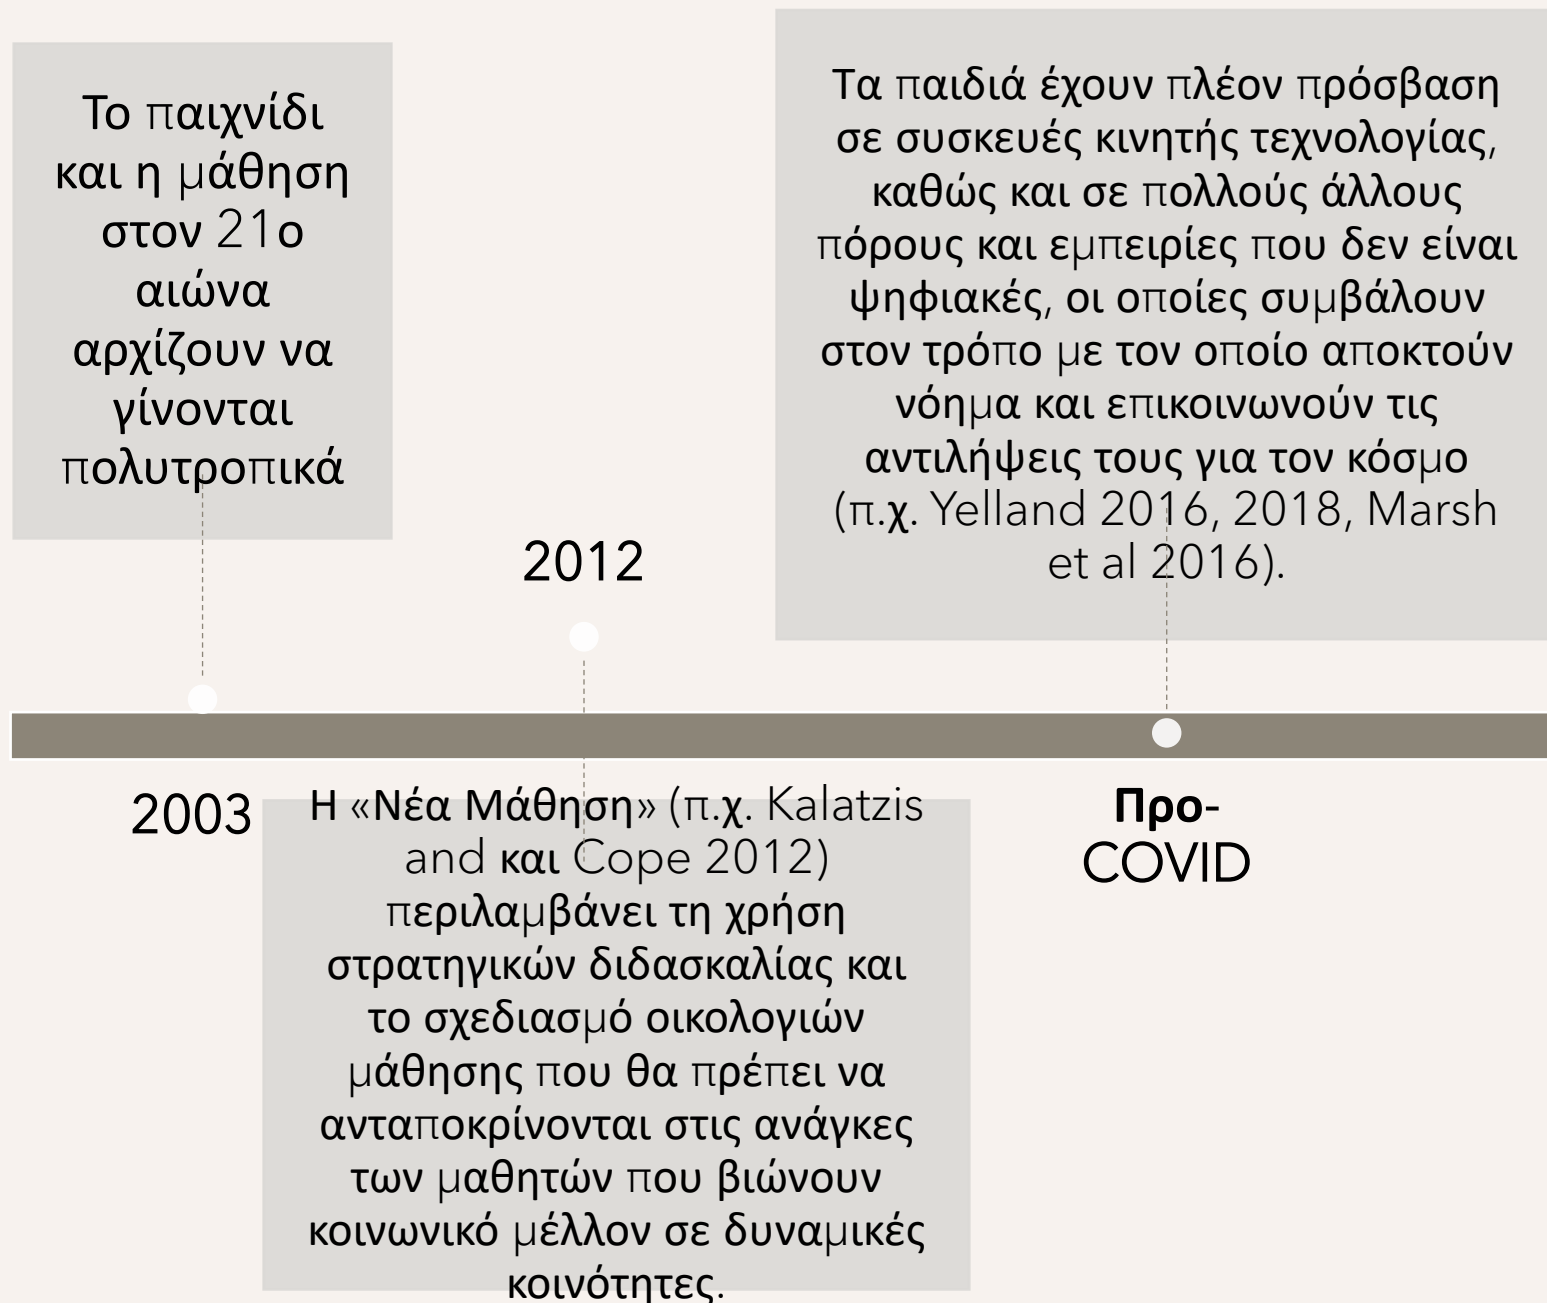 Το παιχνίδι
και η μάθηση
στον 21ο
αιώνα
αρχίζουν να
γίνονται
πολυτροπικά
2003
2012
Η «Νέα Μάθηση» (π.χ. Kalatzis
and και Cope 2012)
περιλαμβάνει τη χρήση
στρατηγικών διδασκαλίας και
το σχεδιασμό οικολογιών
μάθησης που θα πρέπει να
ανταποκρίνονται στις ανάγκες
των μαθητών που βιώνουν
κοινωνικό μέλλον σε δυναμικές
κοινότητες.
Τα παιδιά έχουν πλέον πρόσβαση
σε συσκευές κινητής τεχνολογίας,
καθώς και σε πολλούς άλλους
πόρους και εμπειρίες που δεν είναι
ψηφιακές, οι οποίες συμβάλουν
στον τρόπο με τον οποίο αποκτούν
νόημα και επικοινωνούν τις
αντιλήψεις τους για τον κόσμο
(π.χ. Yelland 2016, 2018, Marsh
et al 2016).
Προ-
COVID